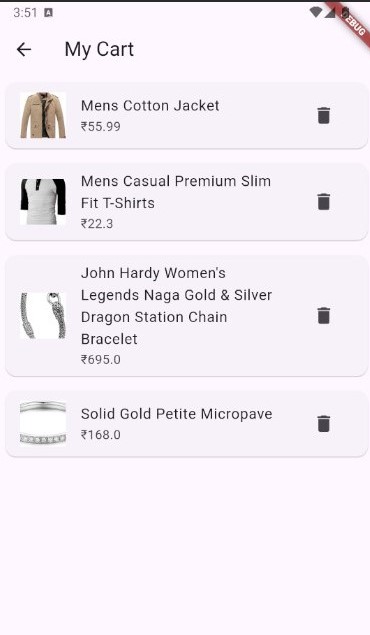 3:51 A
DEBUG
My Cart
Mens Cotton Jacket
₹55.99
Mens Casual Premium Slim
Fit T-Shirts
₹22.3
John Hardy Women's
Legends Naga Gold & Silver
Dragon Station Chain
Bracelet
₹695.0
Solid Gold Petite Micropave
₹168.0